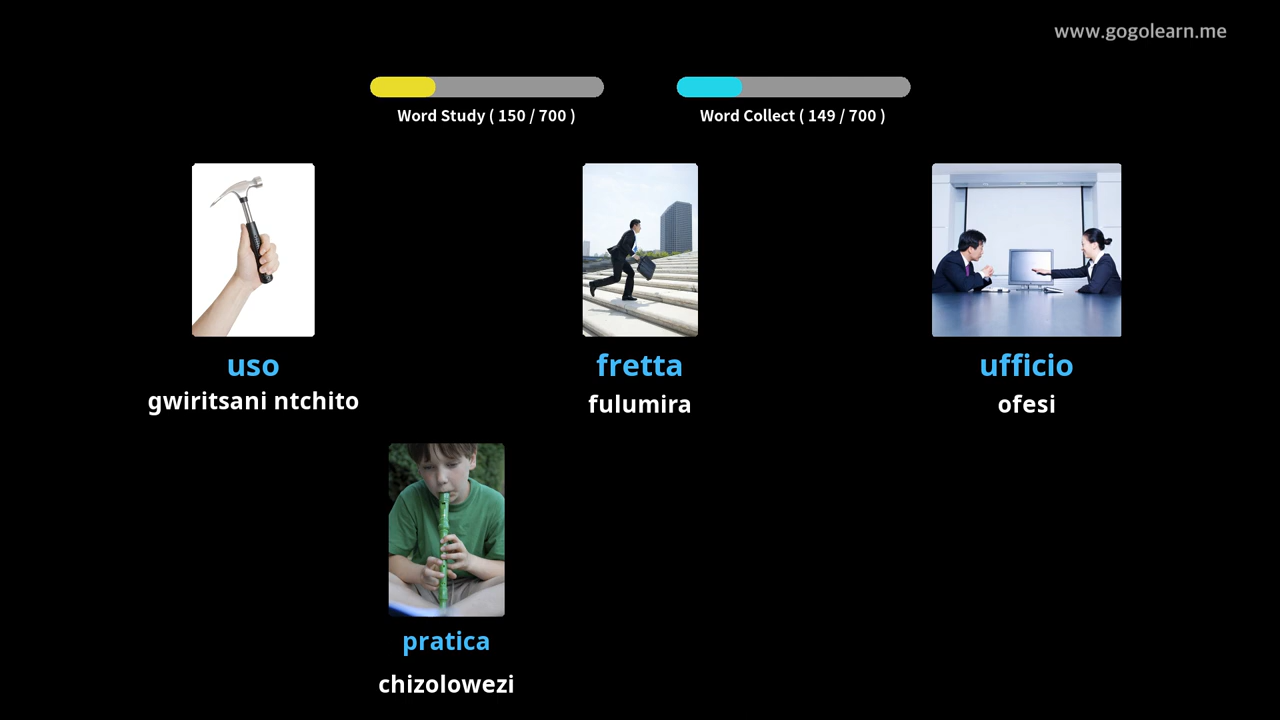 www.gogolearn.me
Word Study ( 150 / 700 )
Word Collect ( 149 / 700 )
uso
gwiritsani ntchito
fretta
fulumira
ufficio
ofesi
pratica
chizolowezi